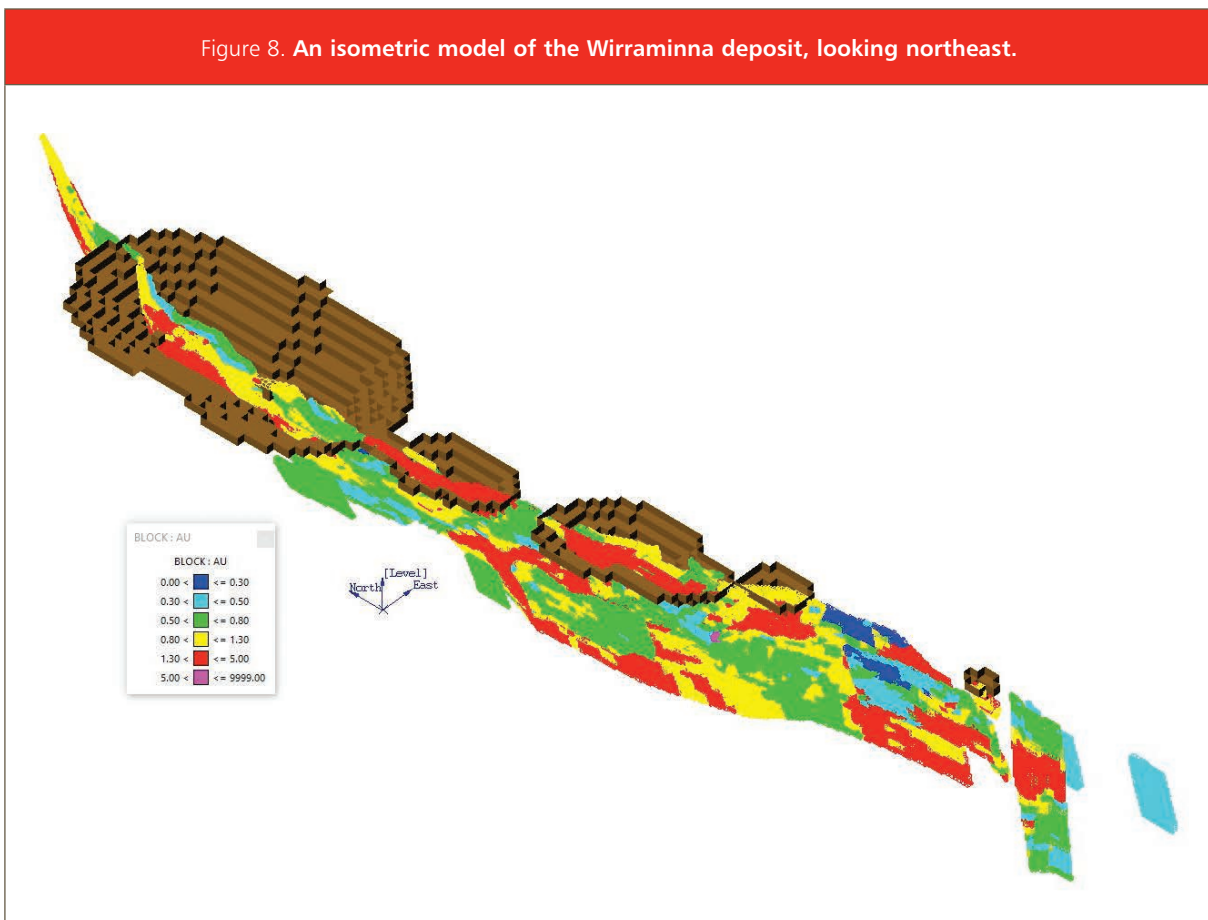 Figure 8. An isometric model of the Wirraminna deposit, looking northeast.
BLOCK : AU
BLOCK : AU
0.00 < <= 0.30
0.30 < <= 0.50
0.50 < <= 0.80
0.80 < <= 1.30
1.30 < <= 5.00
5.00 < <= 9999.00
[Level]
North East